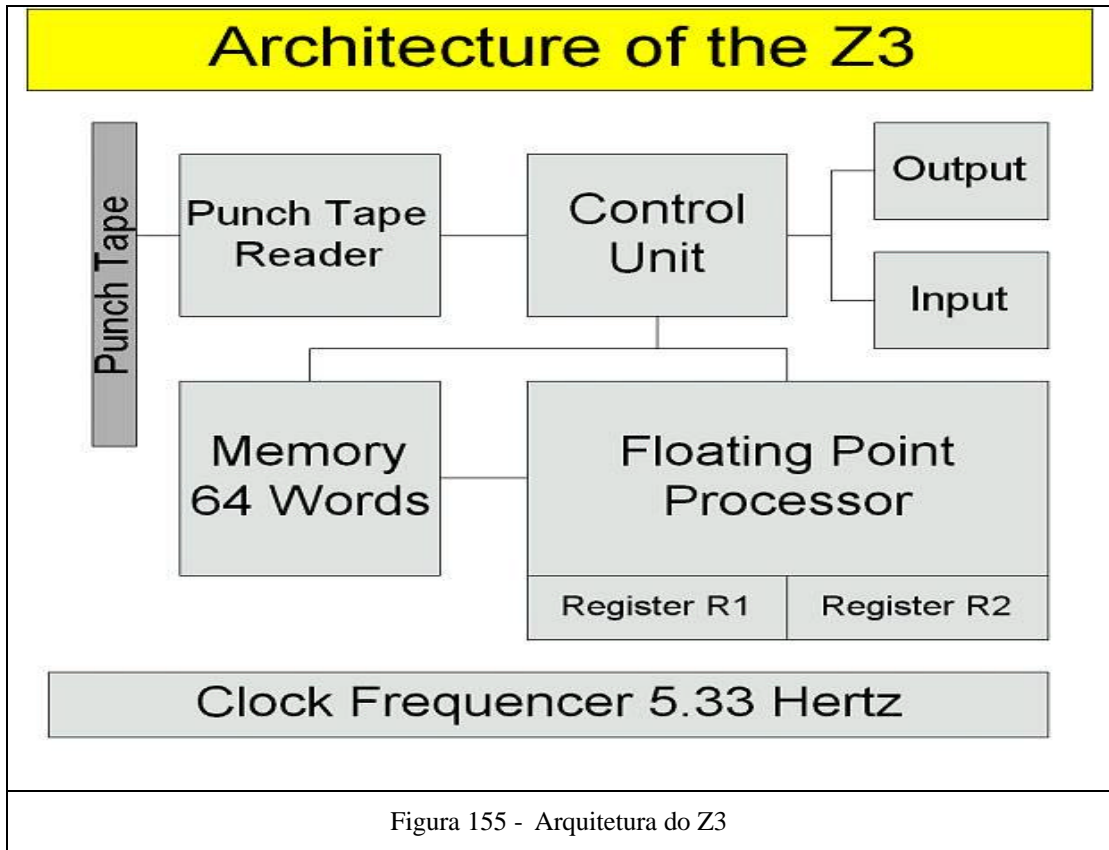 Architecture of the Z3
Punch Tape
Punch Tape
Reader
Control
Unit
Output
Input
Memory
64 Words
Floating Point
Processor
Register R1
Register R2
Clock Frequencer 5.33 Hertz
Figura 155 - Arquitetura do Z3